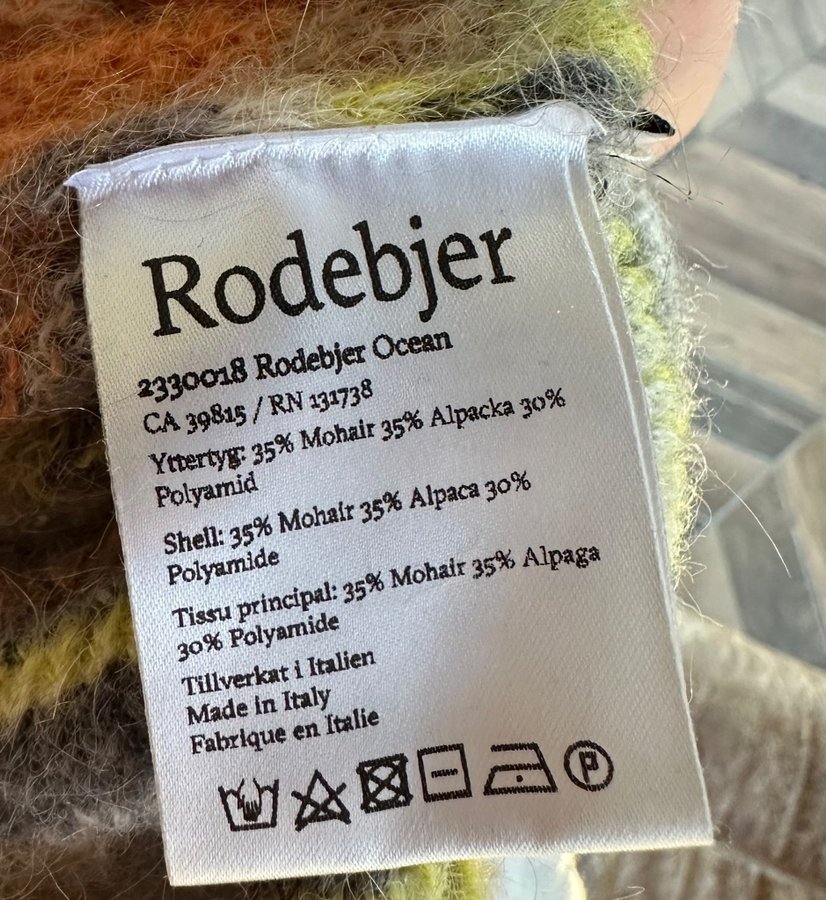 Rodebjer
2330018 Rodebjer Ocean
CA 39815 / RN 131738
Yttertyg: 35% Mohair 35% Alpacka 30%
Polyamid
Shell: 35% Mohair 35% Alpaca 30%
Polyamide
Tissu principal: 35% Mohair 35% Alpaga
30% Polyamide
Tillverkat i Italien
Made in Italy
Fabrique en Italie
P